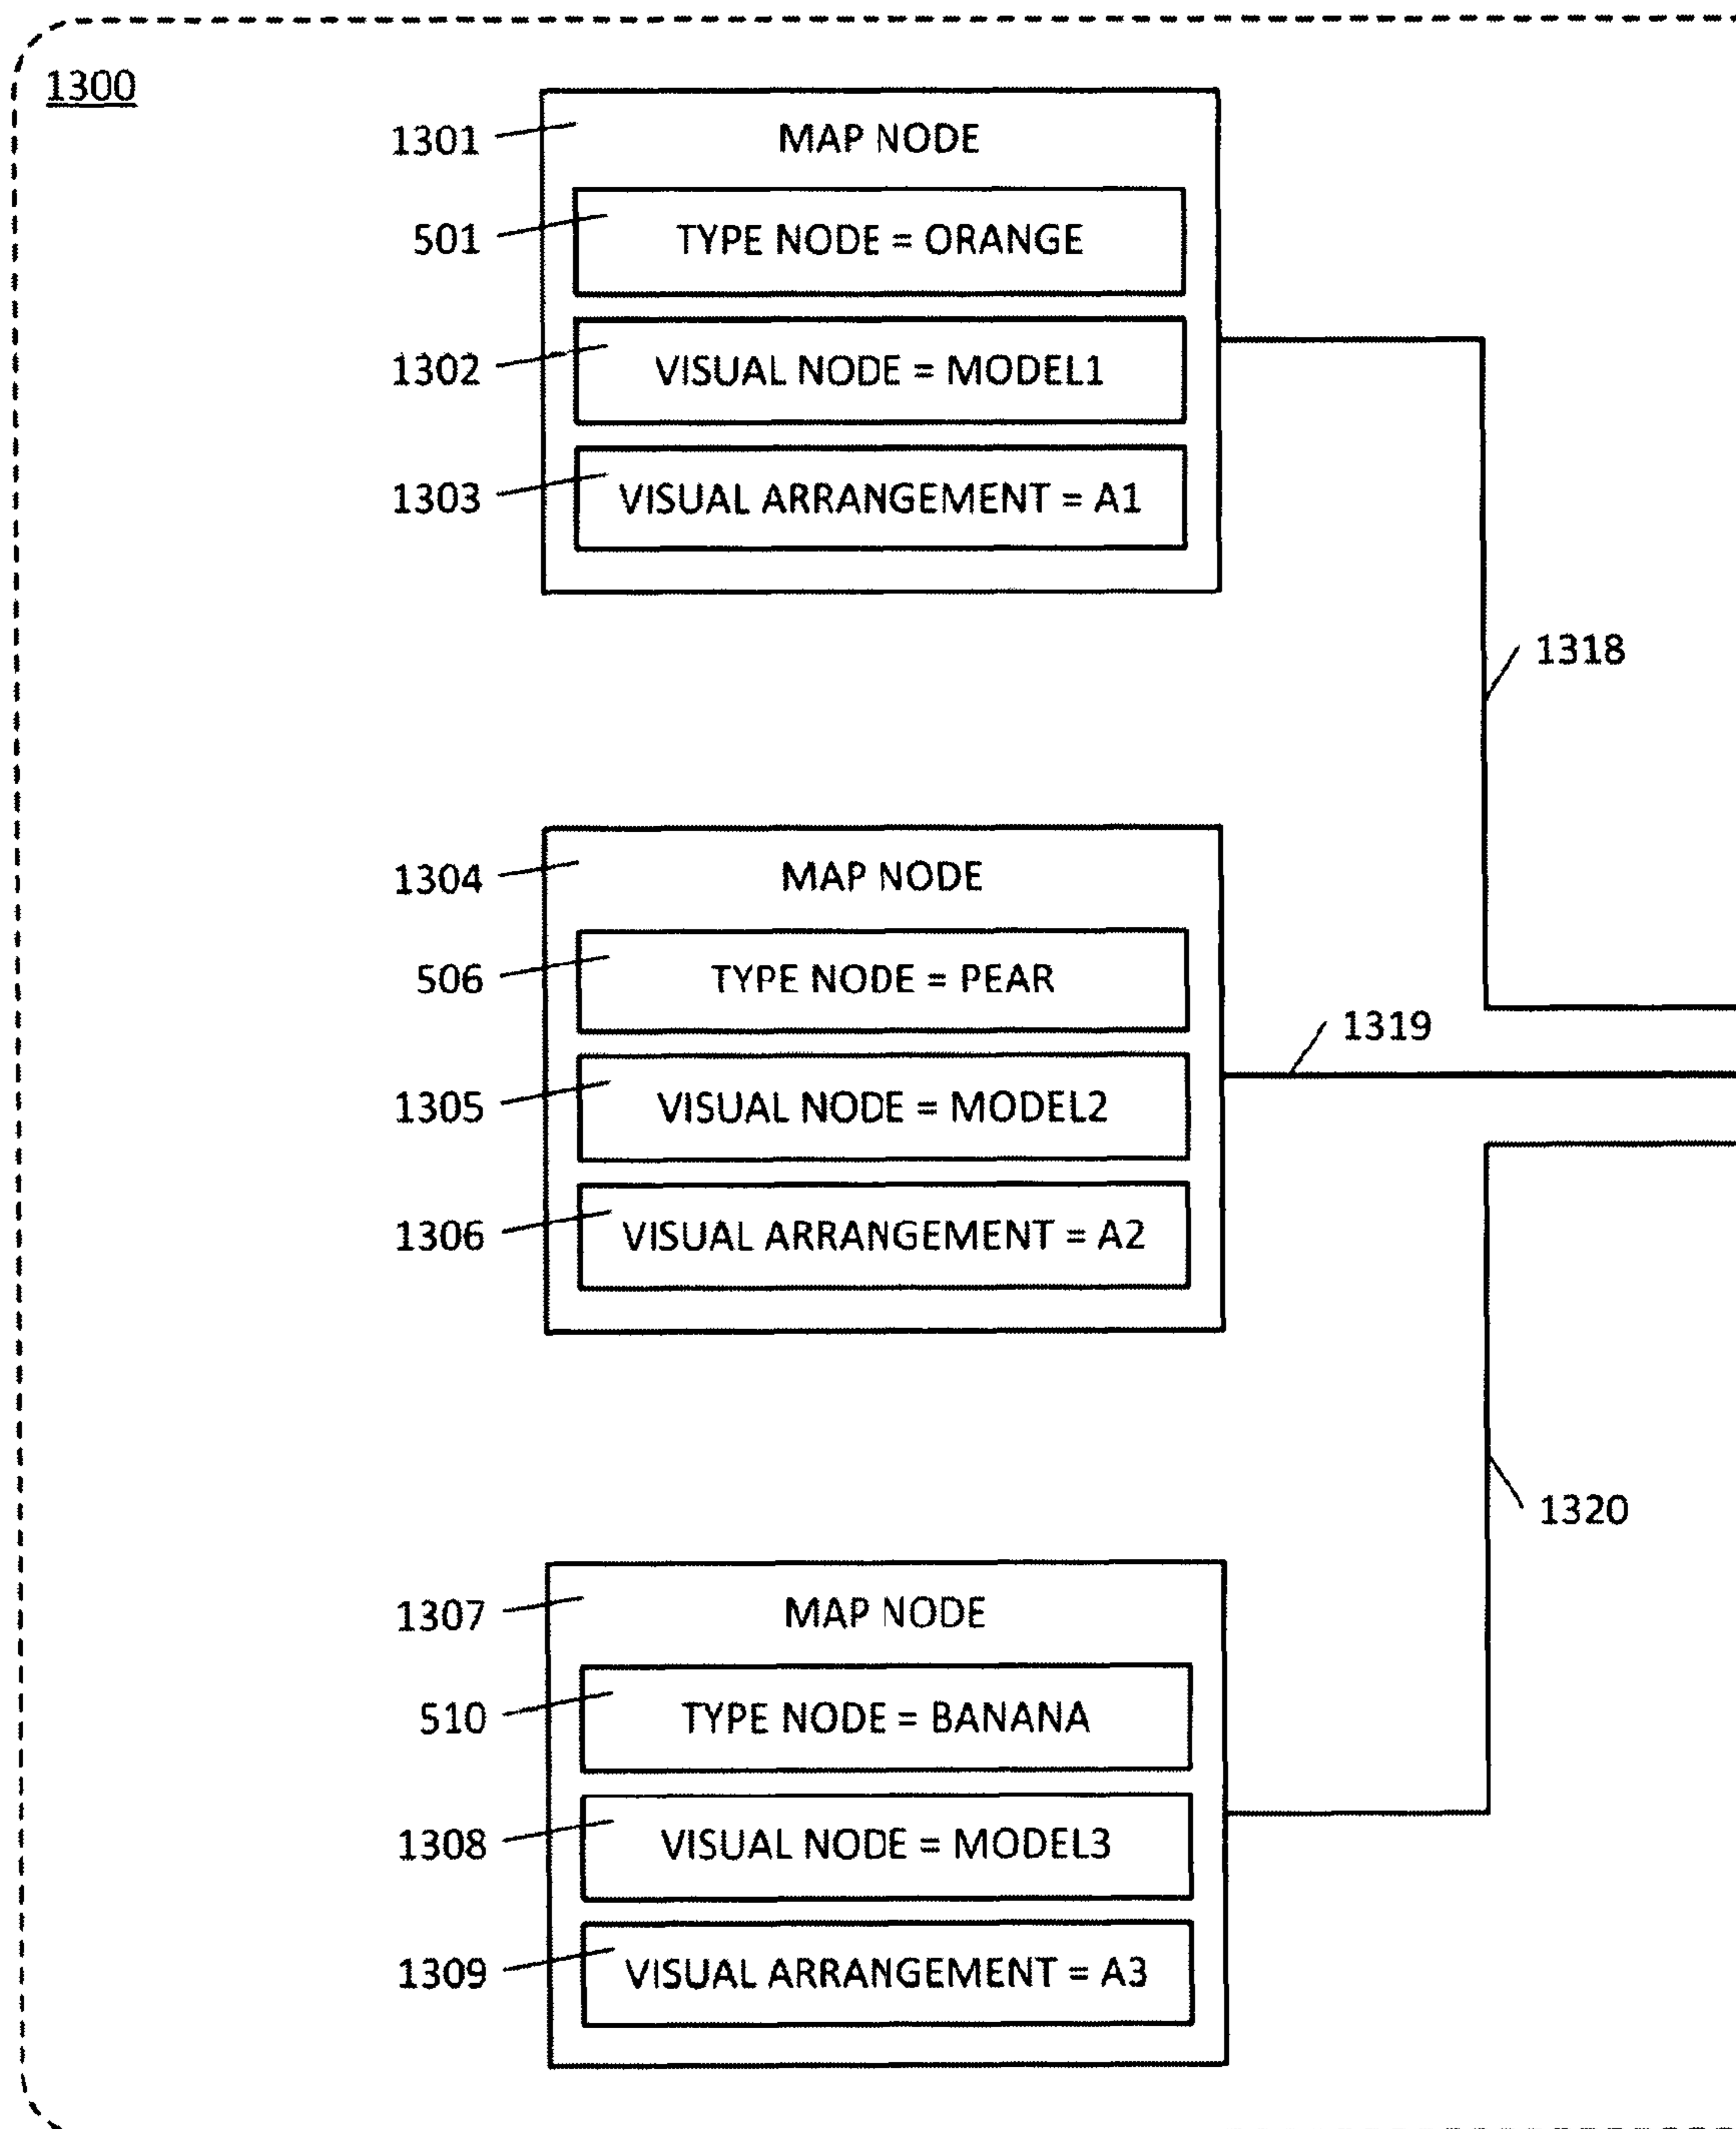 1300
1301 MAP NODE
501 TYPE NODE = ORANGE
1302 VISUAL NODE = MODEL1
1303 VISUAL ARRANGEMENT = A1
1318
1304 MAP NODE
506 TYPE NODE = PEAR
1319
1305 VISUAL NODE = MODEL2
1306 VISUAL ARRANGEMENT = A2
1320
1307 MAP NODE
510 TYPE NODE = BANANA
1308 VISUAL NODE = MODEL3
1309 VISUAL ARRANGEMENT = A3